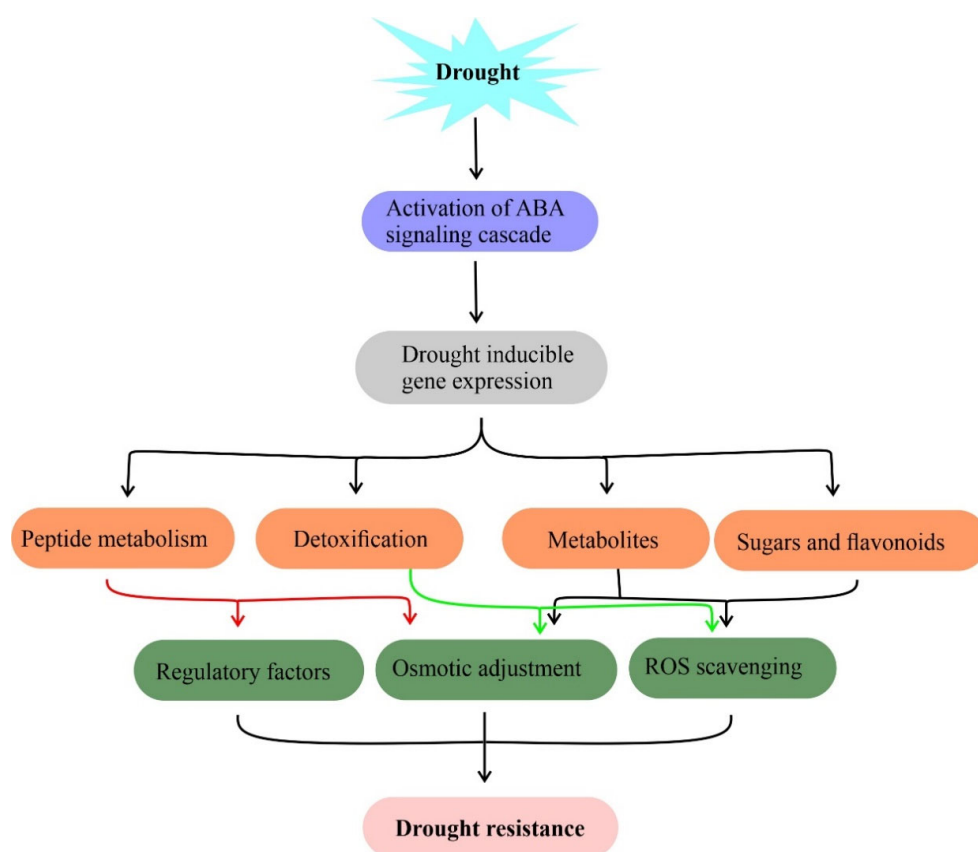 Drought
Activation of ABA
signaling cascade
Drought inducible
gene expression
Peptide metabolism
Detoxification
Metabolites
Sugars and flavonoids
Regulatory factors
Osmotic adjustment
ROS scavenging
Drought resistance